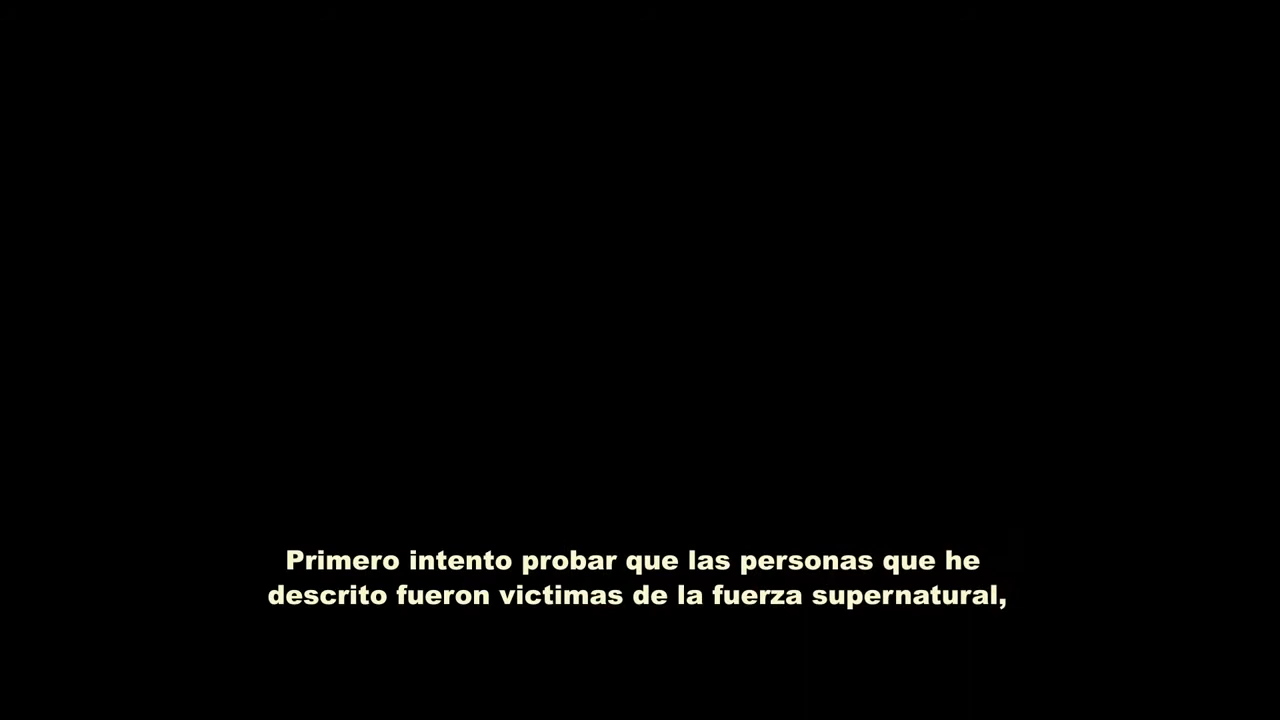 Primero intento probar que las personas que he
descrito fueron victimas de la fuerza supernatural,